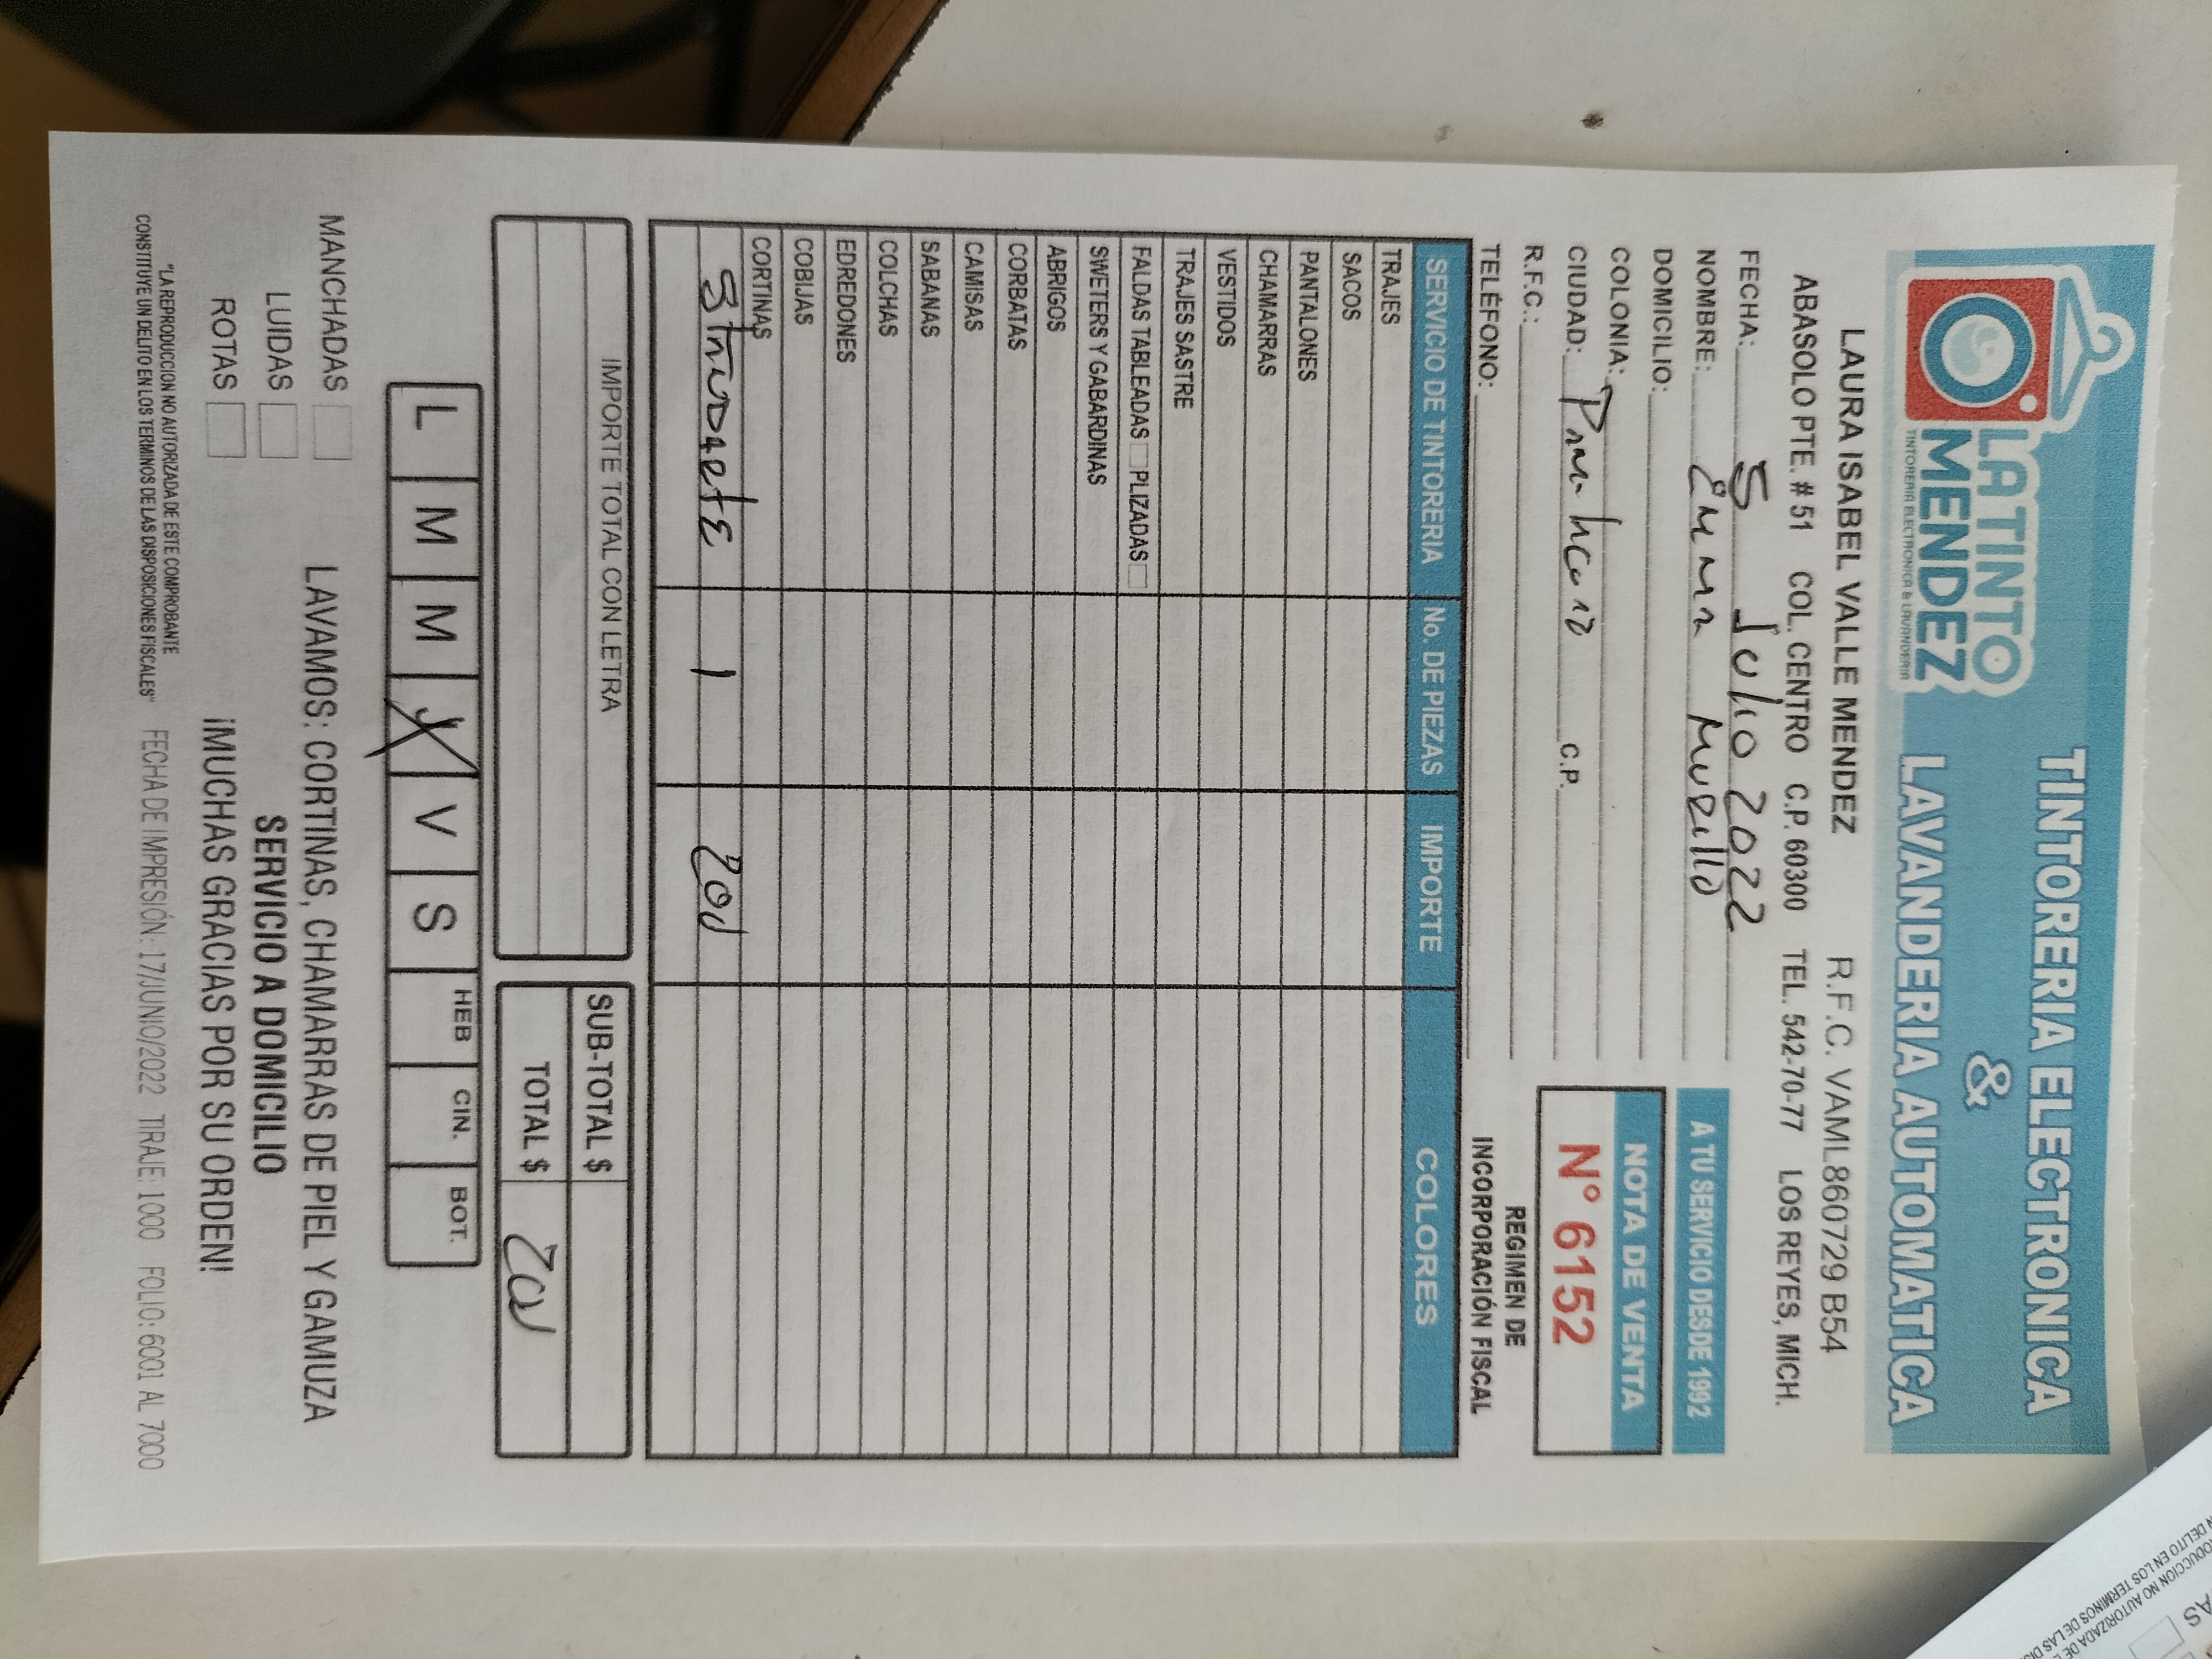 LATINTO
MENDEZ
TINTORERIA ELECTRONICA & LAVANDERIA
TINTORERIA ELECTRONICA
&
LAVANDERIA AUTOMATICA
LAURA ISABEL VALLE MENDEZ R.F.C. VAML860729 B54
ABASOLO PTE. # 51 COL. CENTRO C.P. 60300 TEL. 542-70-77 LOS REYES, MICH.
FECHA: 5 Julio 2022
NOMBRE: Murillo
DOMICILIO:
COLONIA:
CIUDAD: C.P.
R.F.C.:
TELÉFONO:
A TU SERVICIO DESDE 1992
NOTA DE VENTA
N° 6152
REGIMEN DE
INCORPORACIÓN FISCAL
SERVICIO DE TINTORERIA No. DE PIEZAS IMPORTE COLORES
TRAJES
SACOS
PANTALONES
CHAMARRAS
VESTIDOS
TRAJES SASTRE
FALDAS TABLEADAS PLIZADAS
SWETERS Y GABARDINAS
ABRIGOS
CORBATAS
CAMISAS
SABANAS
COLCHAS
EDREDONES
COBIJAS
CORTINAS
1 200
IMPORTE TOTAL CON LETRA
SUB-TOTAL $
TOTAL $ 200
L M M J V S HEB CIN. BOT.
MANCHADAS
LUIDAS
ROTAS
LAVAMOS: CORTINAS, CHAMARRAS DE PIEL Y GAMUZA
SERVICIO A DOMICILIO
¡MUCHAS GRACIAS POR SU ORDEN!
"LA REPRODUCCION NO AUTORIZADA DE ESTE COMPROBANTE
CONSTITUYE UN DELITO EN LOS TERMINOS DE LAS DISPOSICIONES FISCALES"
FECHA DE IMPRESIÓN: 17/JUNIO/2022 TIRAJE: 1000 FOLIO: 6001 AL 7000